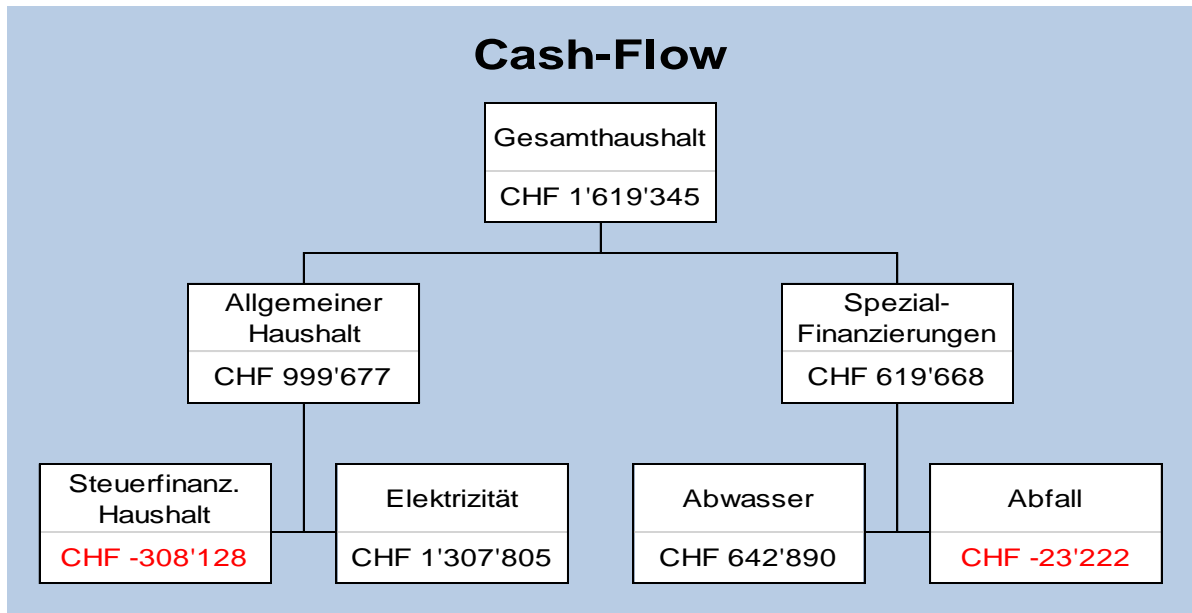 Cash-Flow
Gesamthaushalt
CHF 1'619'345
Allgemeiner
Haushalt
CHF 999'677
Spezial-
Finanzierungen
CHF 619'668
Steuerfinanz.
Haushalt
CHF -308'128
Elektrizität
CHF 1'307'805
Abwasser
CHF 642'890
Abfall
CHF -23'222